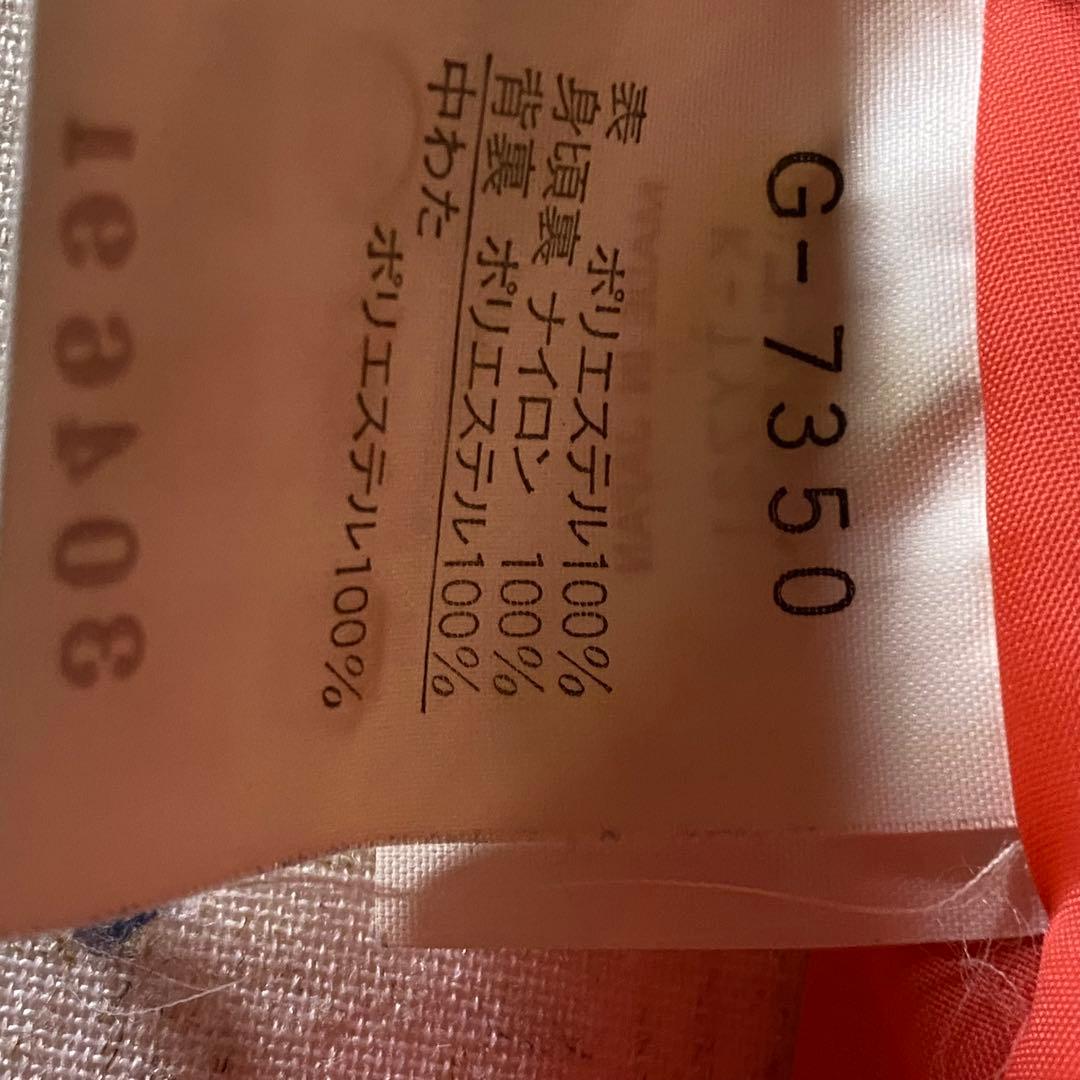 G-7350
表 ポリエステル100%
身頃裏 ナイロン 100%
背裏 ポリエステル100%
中わた
ポリエステル100%